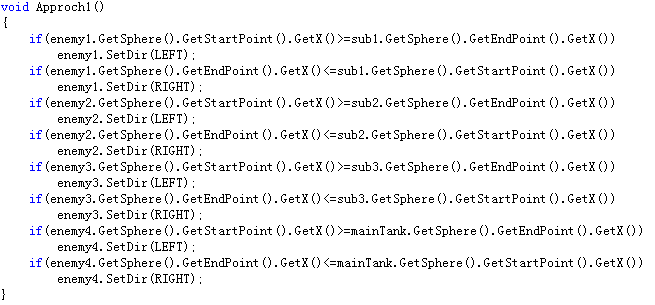 void Approch1()
{
    if(enemy1.GetSphere().GetStartPoint().GetX()>=sub1.GetSphere().GetEndPoint().GetX())
        enemy1.SetDir(LEFT);
    if(enemy1.GetSphere().GetEndPoint().GetX()<=sub1.GetSphere().GetStartPoint().GetX())
        enemy1.SetDir(RIGHT);
    if(enemy2.GetSphere().GetStartPoint().GetX()>=sub2.GetSphere().GetEndPoint().GetX())
        enemy2.SetDir(LEFT);
    if(enemy2.GetSphere().GetEndPoint().GetX()<=sub2.GetSphere().GetStartPoint().GetX())
        enemy2.SetDir(RIGHT);
    if(enemy3.GetSphere().GetStartPoint().GetX()>=sub3.GetSphere().GetEndPoint().GetX())
        enemy3.SetDir(LEFT);
    if(enemy3.GetSphere().GetEndPoint().GetX()<=sub3.GetSphere().GetStartPoint().GetX())
        enemy3.SetDir(RIGHT);
    if(enemy4.GetSphere().GetStartPoint().GetX()>=mainTank.GetSphere().GetEndPoint().GetX())
        enemy4.SetDir(LEFT);
    if(enemy4.GetSphere().GetEndPoint().GetX()<=mainTank.GetSphere().GetStartPoint().GetX())
        enemy4.SetDir(RIGHT);
}